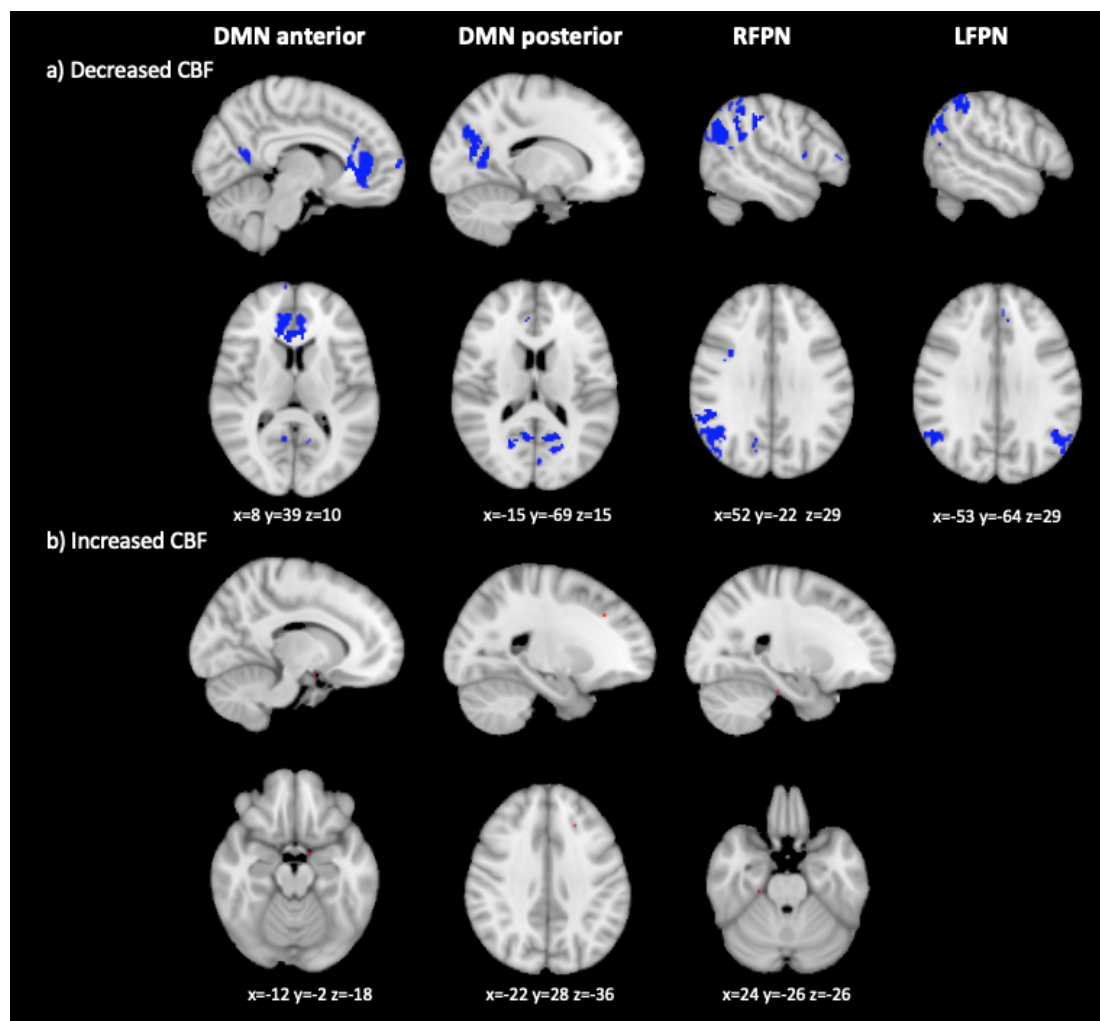 DMN anterior DMN posterior RFPN LFPN
a) Decreased CBF
x=8 y=39 z=10 x=-15 y=-69 z=15 x=52 y=-22 z=29 x=-53 y=-64 z=29
b) Increased CBF
x=-12 y=-2 z=-18 x=-22 y=28 z=-36 x=24 y=-26 z=-26